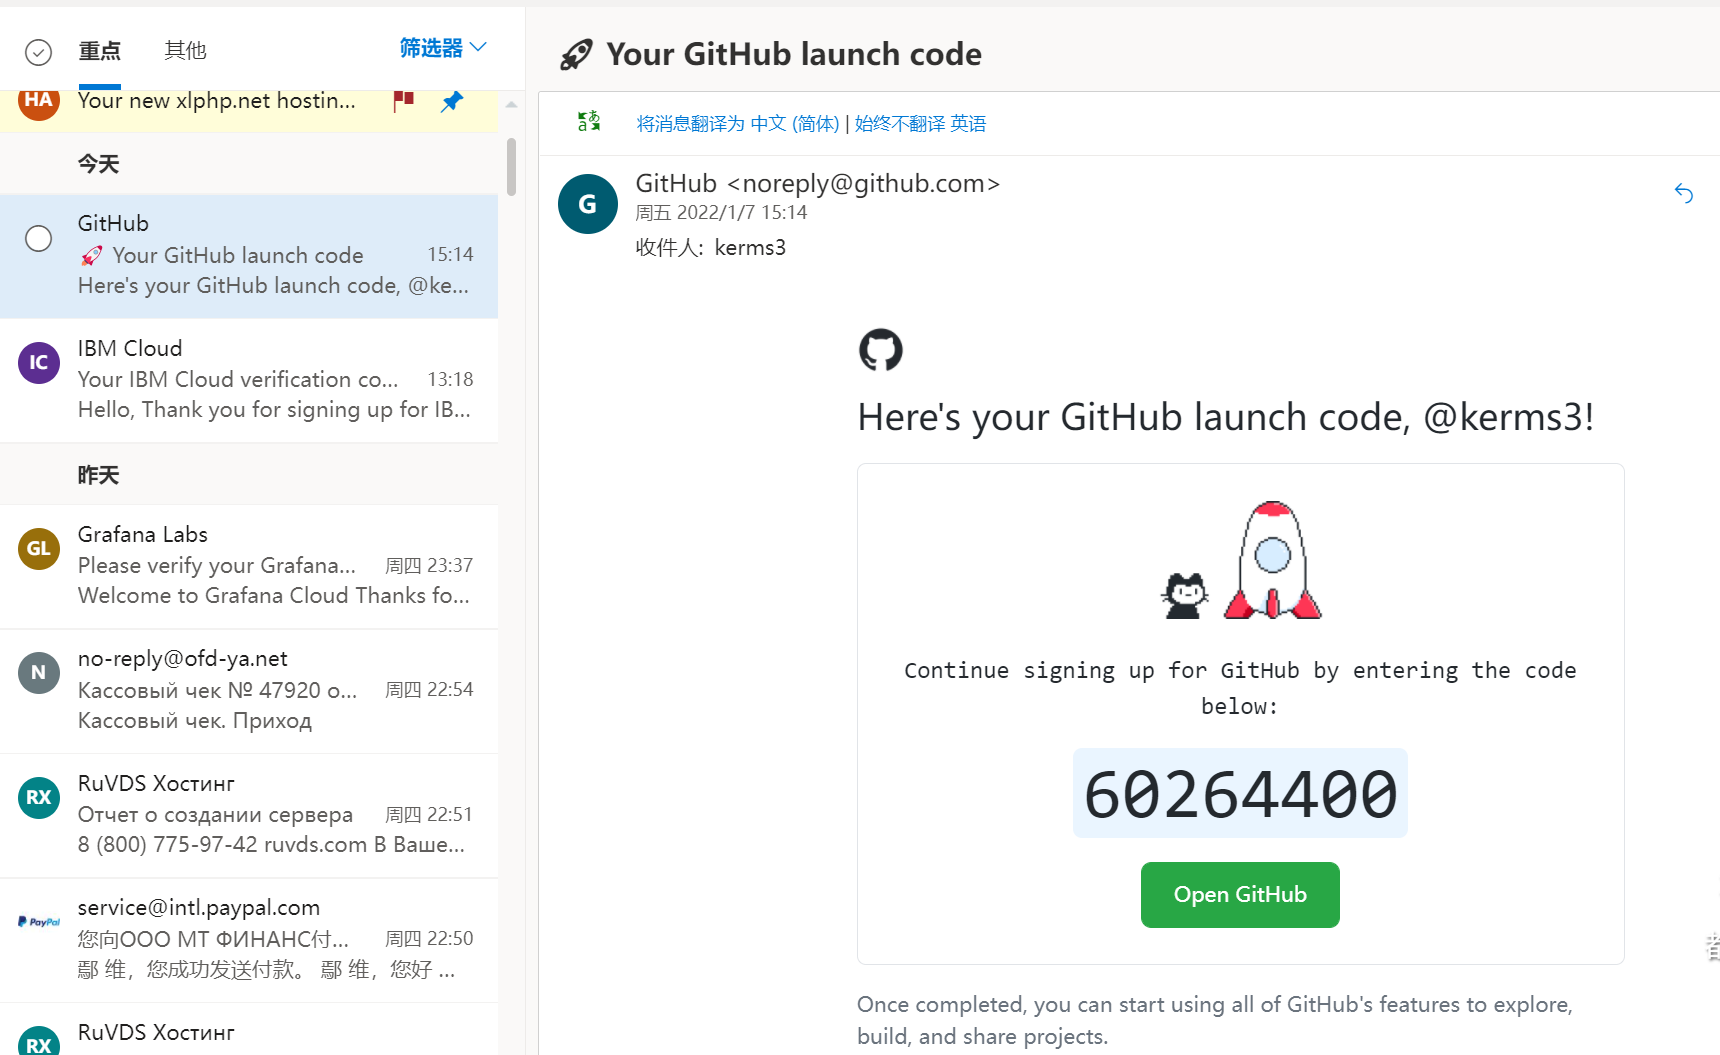 重点 其他 筛选器
HA Your new xlphp.net hostin...
今天
GitHub
Your GitHub launch code 15:14
Here's your GitHub launch code, @ke...
IC IBM Cloud
Your IBM Cloud verification co... 13:18
Hello, Thank you for signing up for IB...
昨天
GL Grafana Labs
Please verify your Grafana... 周四 23:37
Welcome to Grafana Cloud Thanks fo...
N no-reply@ofd-ya.net
Кассовый чек № 47920 о... 周四 22:54
Кассовый чек. Приход
RX RuVDS Хостинг
Отчет о создании сервера 周四 22:51
8 (800) 775-97-42 ruvds.com В Ваше...
PayPal service@intl.paypal.com
您向ООО МТ ФИНАНС付... 周四 22:50
鄢 维，您成功发送付款。 鄢 维，您好 ...
RX RuVDS Хостинг
Your GitHub launch code
将消息翻译为 中文 (简体) | 始终不翻译 英语
G GitHub <noreply@github.com>
周五 2022/1/7 15:14
收件人: kerms3
Here's your GitHub launch code, @kerms3!
Continue signing up for GitHub by entering the code
below:
60264400
Open GitHub
Once completed, you can start using all of GitHub's features to explore,
build, and share projects.